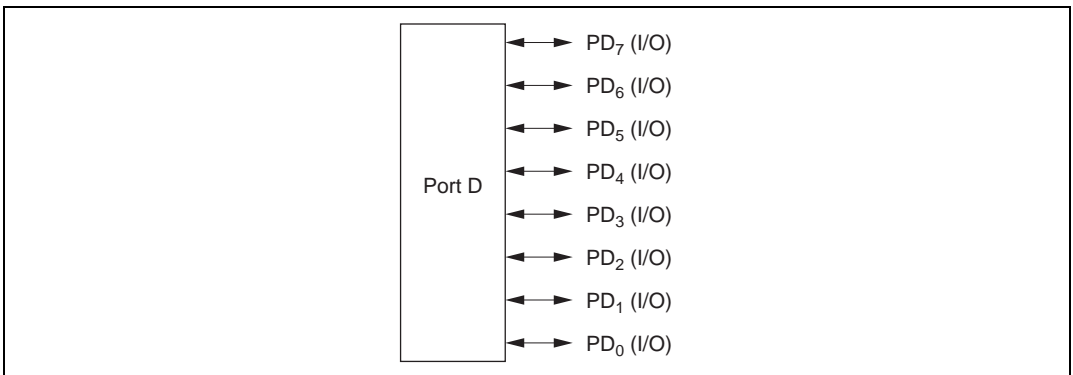 PD₇ (I/O)
PD₆ (I/O)
PD₅ (I/O)
PD₄ (I/O)
Port D
PD₃ (I/O)
PD₂ (I/O)
PD₁ (I/O)
PD₀ (I/O)